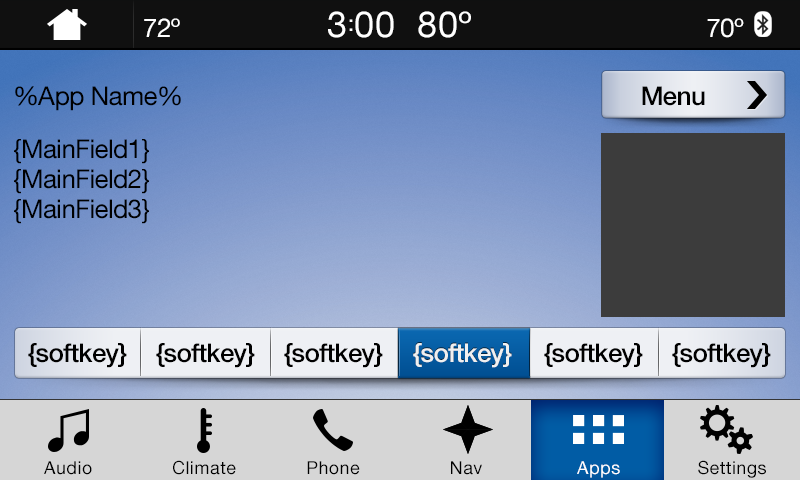 72º 3:00 80º 70º
%App Name% Menu
{MainField1}
{MainField2}
{MainField3}
{softkey} {softkey} {softkey} {softkey} {softkey} {softkey}
Audio Climate Phone Nav Apps Settings